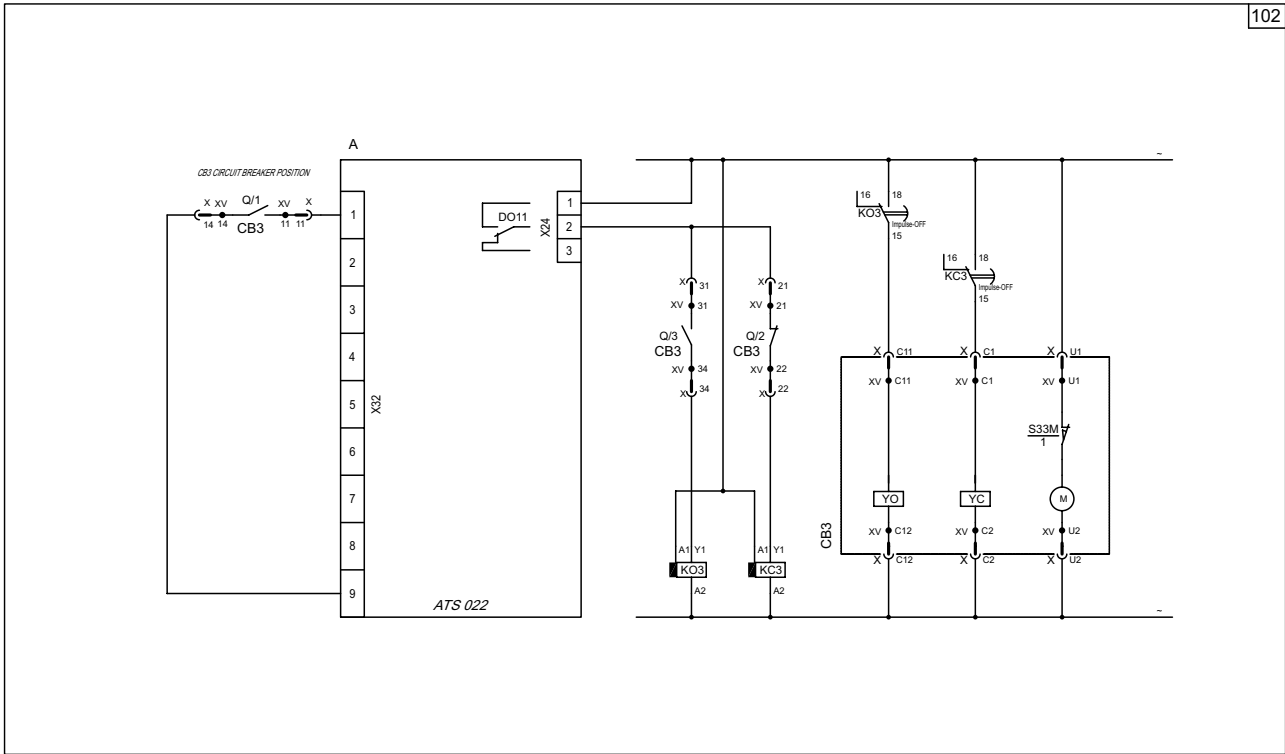 102
A
CB3 CIRCUIT BREAKER POSITION
X XV Q/1 XV X
14 14 CB3 11 11
1
2
3
4
5
6
7
8
9
X32
DO11
X24
1
2
3
ATS 022
~
X 31
XV 31
Q/3
CB3
XV 34
X 34
A1 Y1
KO3
A2
X 21
XV 21
Q/2
CB3
XV 22
X 22
A1 Y1
KC3
A2
16 18
KO3
Impulse-OFF
15
16 18
KC3
Impulse-OFF
15
X C11
XV C11
YO
XV C12
X C12
X C1
XV C1
YC
XV C2
X C2
X U1
XV U1
S33M
1
M
XV U2
X U2
CB3
~